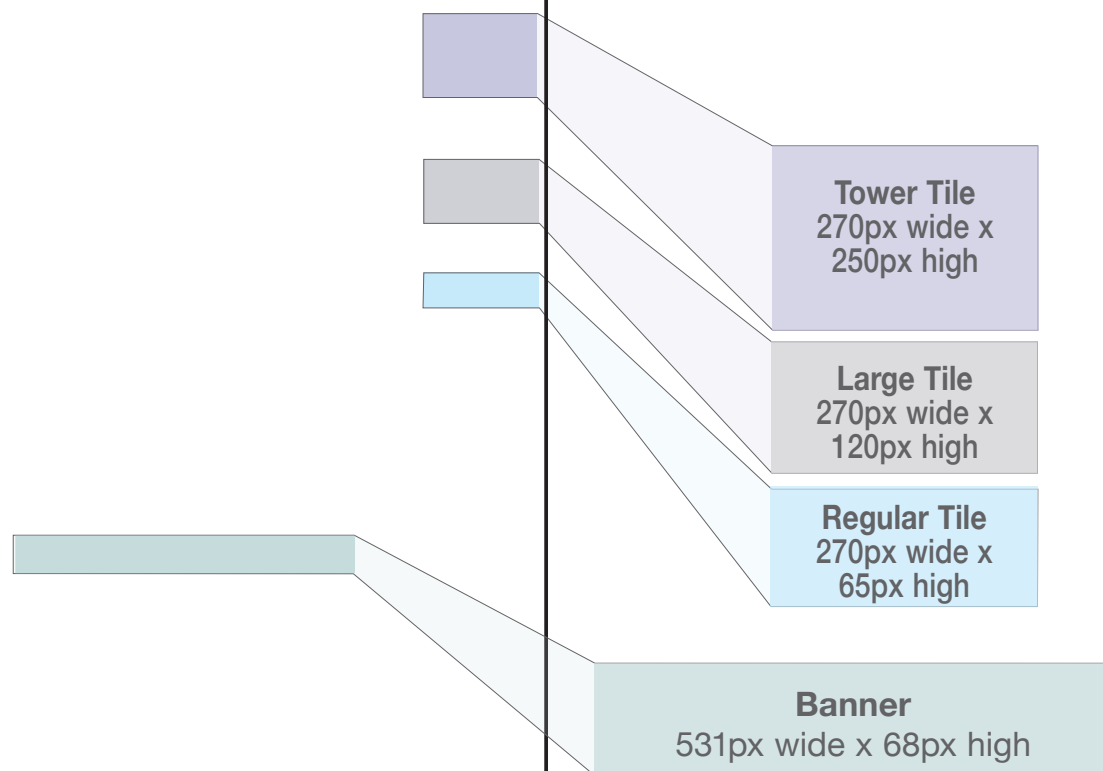 Tower Tile
270px wide x
250px high
Large Tile
270px wide x
120px high
Regular Tile
270px wide x
65px high
Banner
531px wide x 68px high